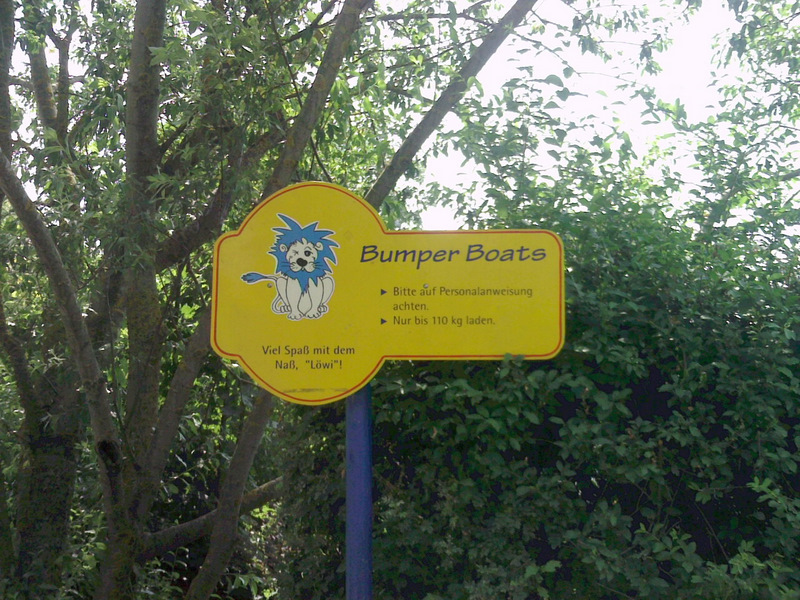 Bumper Boats
► Bitte auf Personalanweisung
achten.
► Nur bis 110 kg laden.
Viel Spaß mit dem
Naß, "Löwi"!